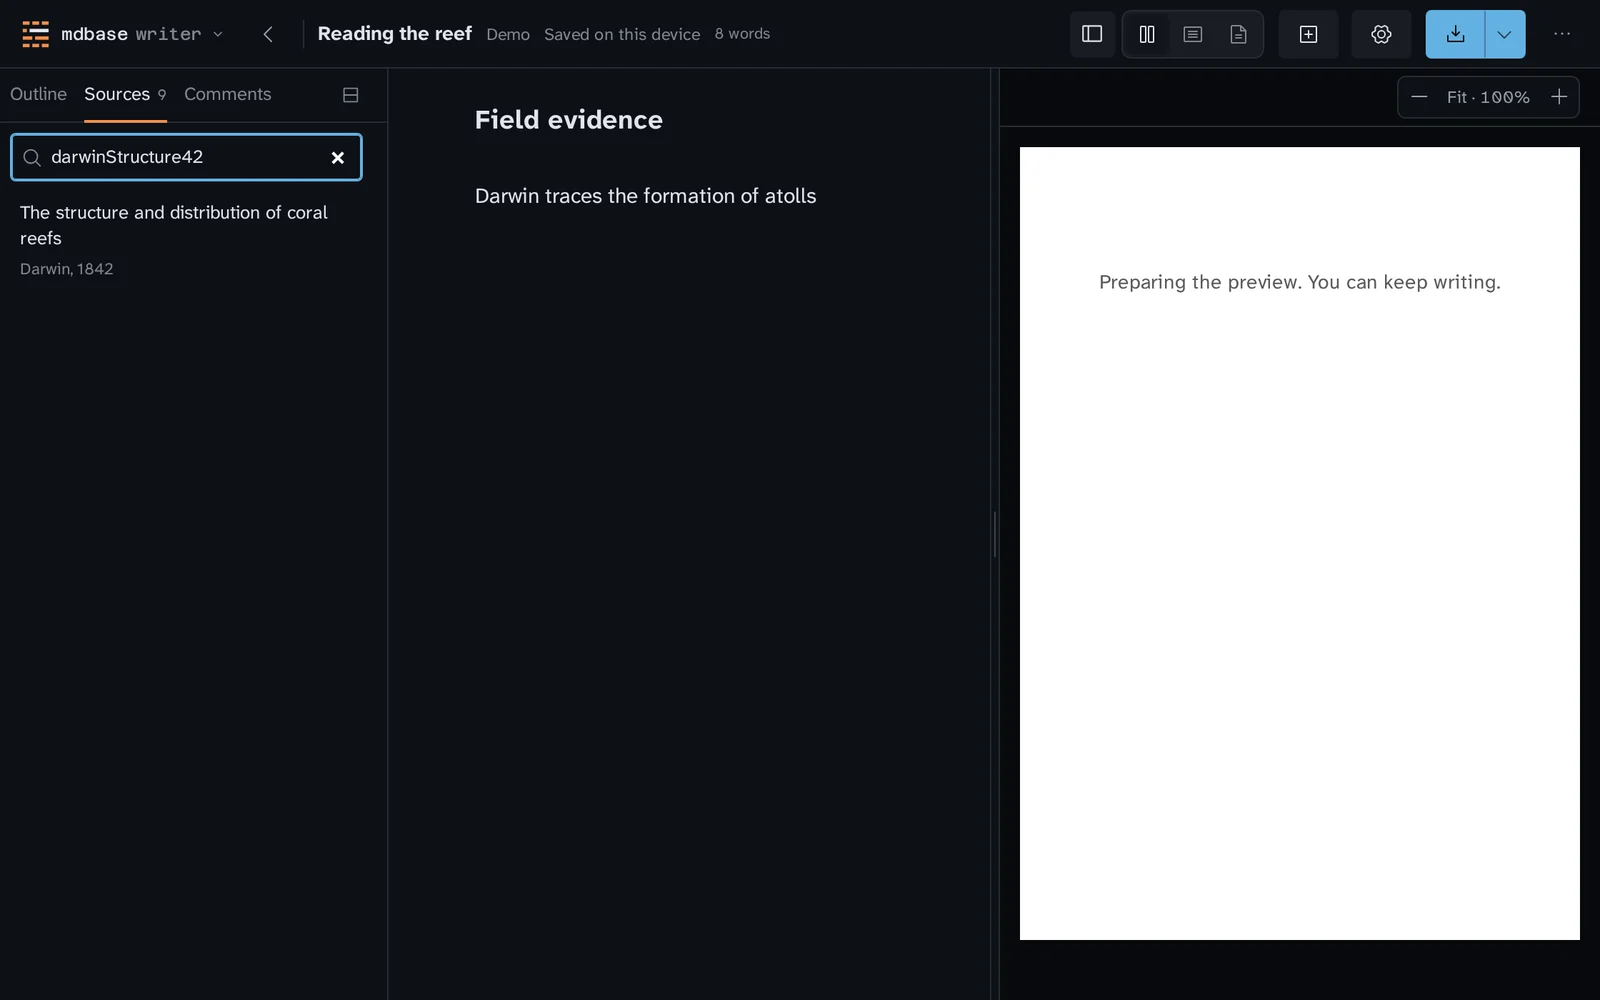 mdbase writer
Reading the reef Demo Saved on this device 8 words
Outline Sources 9 Comments
Fit · 100%
darwinStructure42
The structure and distribution of coral
reefs
Darwin, 1842
Field evidence
Darwin traces the formation of atolls
Preparing the preview. You can keep writing.